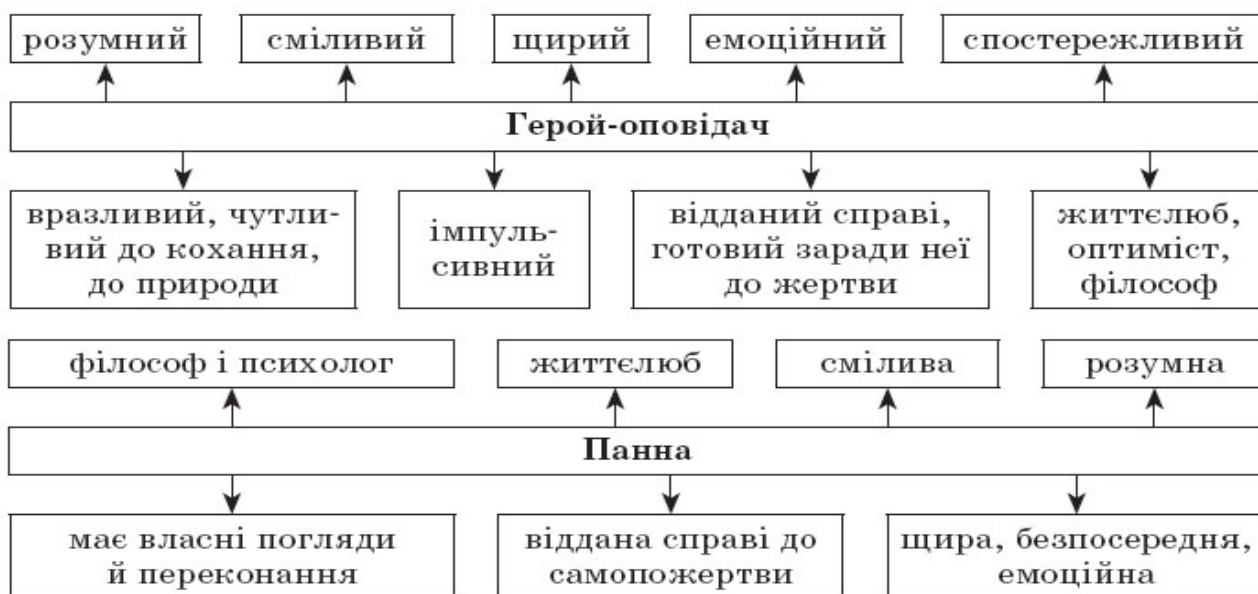 розумний
сміливий
щирий
емоційний
спостережливий
Герой-оповідач
вразливий, чутли-
вий до кохання,
до природи
імпуль-
сивний
відданий справі,
готовий заради неї
до жертви
життєлюб,
оптиміст,
філософ
філософ і психолог
життєлюб
смілива
розумна
Панна
має власні погляди
й переконання
віддана справі до
самопожертви
щира, безпосередня,
емоційна